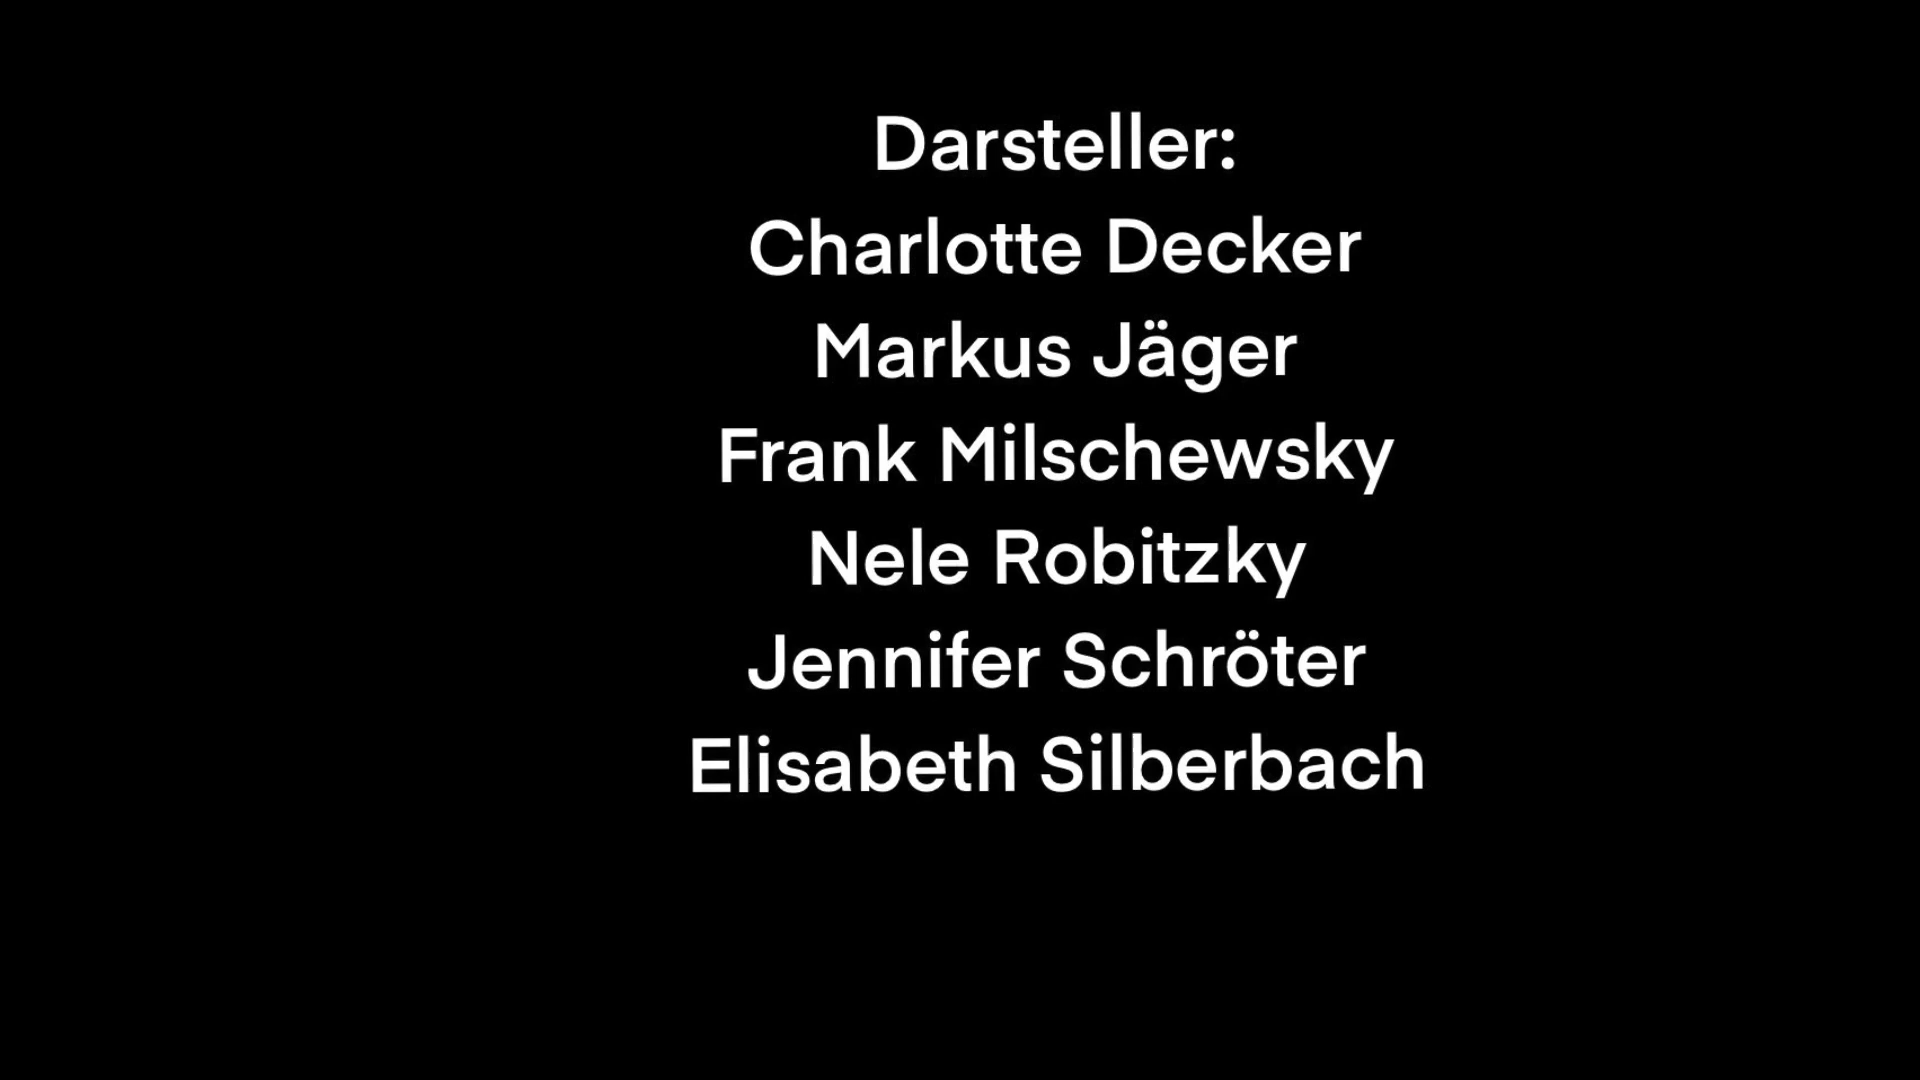 Darsteller:
Charlotte Decker
Markus Jäger
Frank Milschewsky
Nele Robitzky
Jennifer Schröter
Elisabeth Silberbach